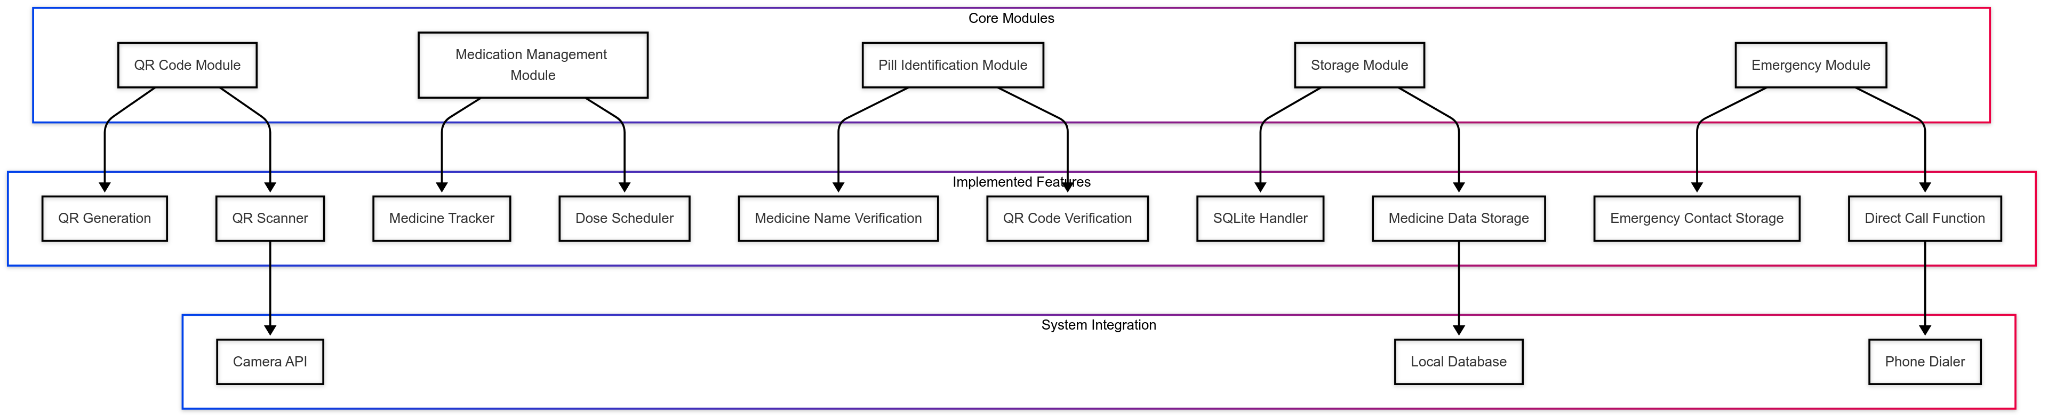 Core Modules
QR Code Module
Medication Management
Module
Pill Identification Module
Storage Module
Emergency Module
Implemented Features
QR Generation
QR Scanner
Medicine Tracker
Dose Scheduler
Medicine Name Verification
QR Code Verification
SQLite Handler
Medicine Data Storage
Emergency Contact Storage
Direct Call Function
System Integration
Camera API
Local Database
Phone Dialer